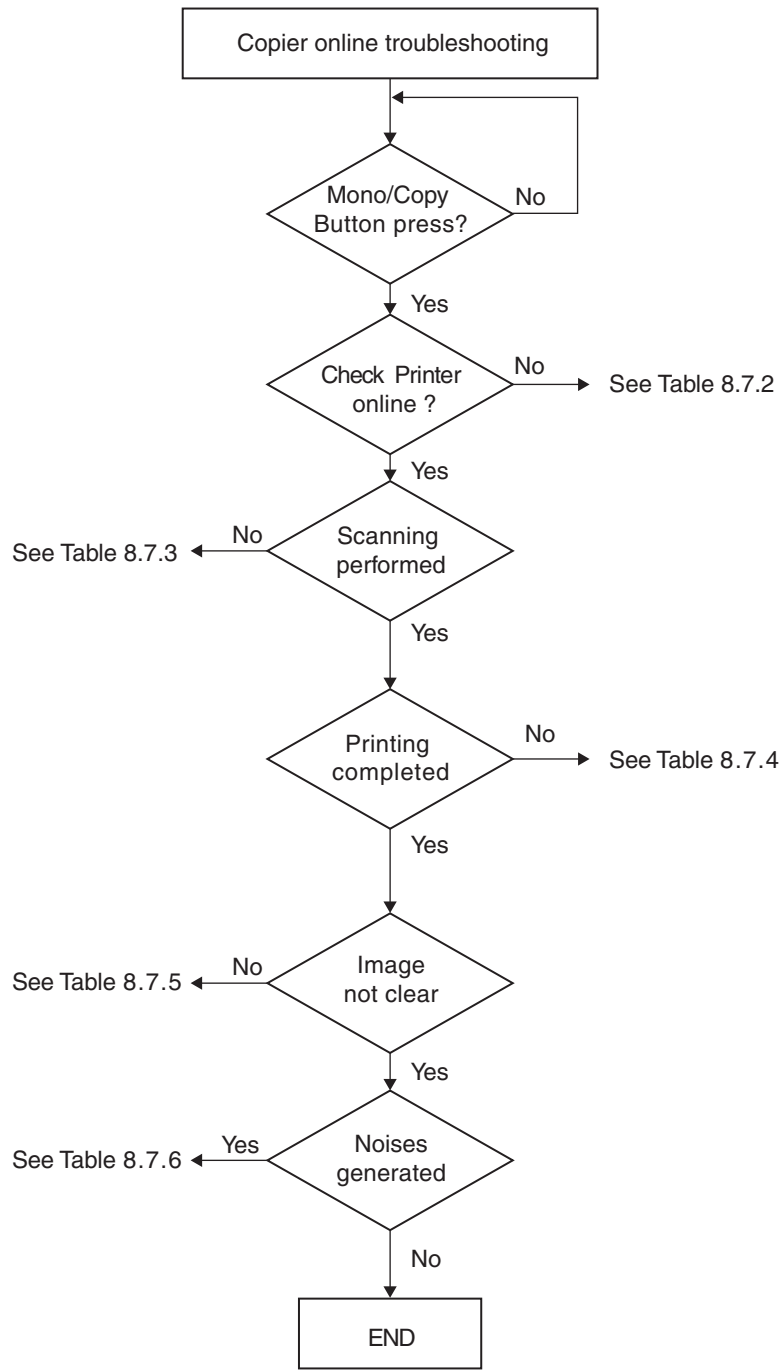 Copier online troubleshooting
Mono/Copy
Button press?
No
Yes
Check Printer
online ?
No
See Table 8.7.2
Yes
Scanning
performed
No
See Table 8.7.3
Yes
Printing
completed
No
See Table 8.7.4
Yes
Image
not clear
No
See Table 8.7.5
Yes
Noises
generated
Yes
See Table 8.7.6
No
END